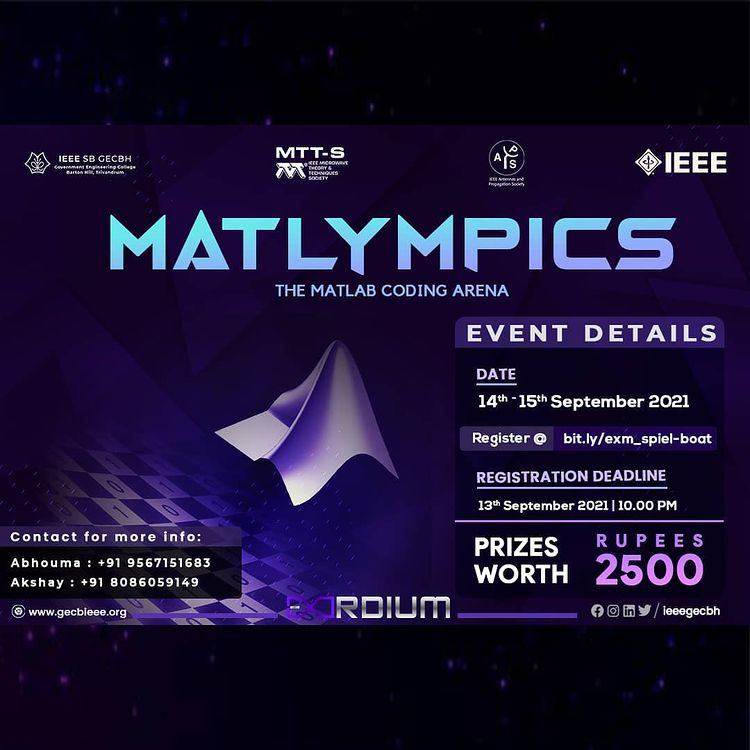 IEEE SB GECBH
Government Engineering College
Barton Hill, Trivandrum
MTT-S
IEEE MICROWAVE
THEORY &
TECHNIQUES
SOCIETY
IEEE Antennas and
Propagation Society
IEEE
MATLYMPICS
THE MATLAB CODING ARENA
EVENT DETAILS
DATE
14th - 15th September 2021
Register @ bit.ly/exm_spiel-boat
REGISTRATION DEADLINE
13th September 2021 | 10.00 PM
PRIZES
WORTH
RUPEES
2500
Contact for more info:
Abhouma : +91 9567151683
Akshay : +91 8086059149
www.gecbieee.org
RDIUM
/ ieeegecbh